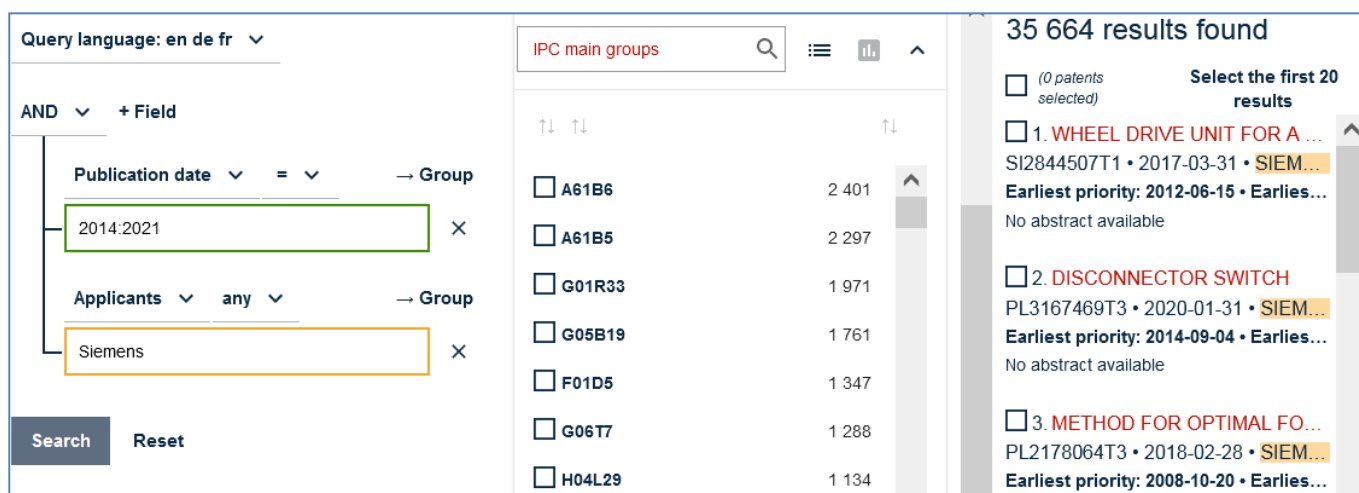 Query language: en de fr
AND + Field
Publication date = → Group
2014:2021
Applicants any → Group
Siemens
Search Reset
IPC main groups
A61B6 2 401
A61B5 2 297
G01R33 1 971
G05B19 1 761
F01D5 1 347
G06T7 1 288
H04L29 1 134
35 664 results found
(0 patents selected) Select the first 20 results
1. WHEEL DRIVE UNIT FOR A ...
SI2844507T1 • 2017-03-31 • SIEM...
Earliest priority: 2012-06-15 • Earlies...
No abstract available
2. DISCONNECTOR SWITCH
PL3167469T3 • 2020-01-31 • SIEM...
Earliest priority: 2014-09-04 • Earlies...
No abstract available
3. METHOD FOR OPTIMAL FO...
PL2178064T3 • 2018-02-28 • SIEM...
Earliest priority: 2008-10-20 • Earlies...